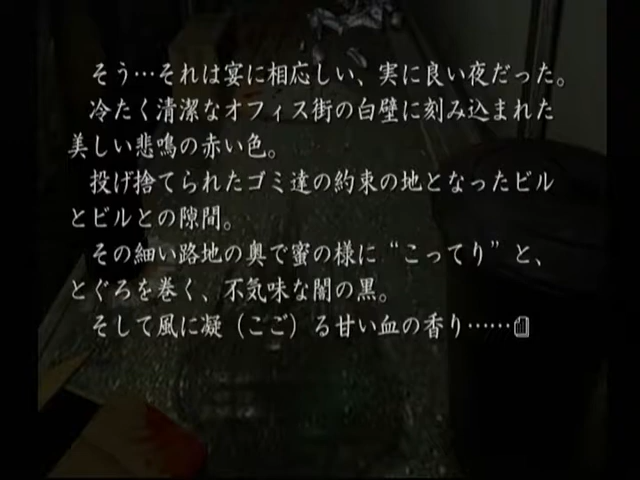 そう…それは宴に相応しい、実に良い夜だった。
冷たく清潔なオフィス街の白壁に刻み込まれた
美しい悲鳴の赤い色。
投げ捨てられたゴミ達の約束の地となったビル
とビルとの隙間。
その細い路地の奥で蜜の様に“こってり”と、
とぐろを巻く、不気味な闇の黒。
そして風に凝（こご）る甘い血の香り……